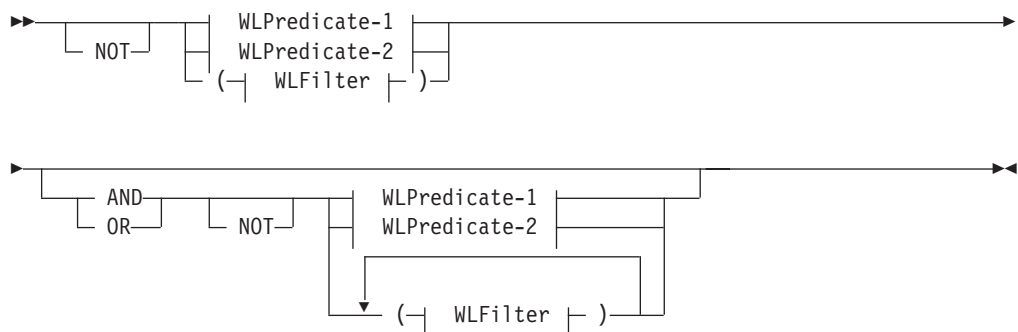 WLPredicate-1
NOT WLPredicate-2
( WLFilter )
AND WLPredicate-1
OR NOT WLPredicate-2
( WLFilter )